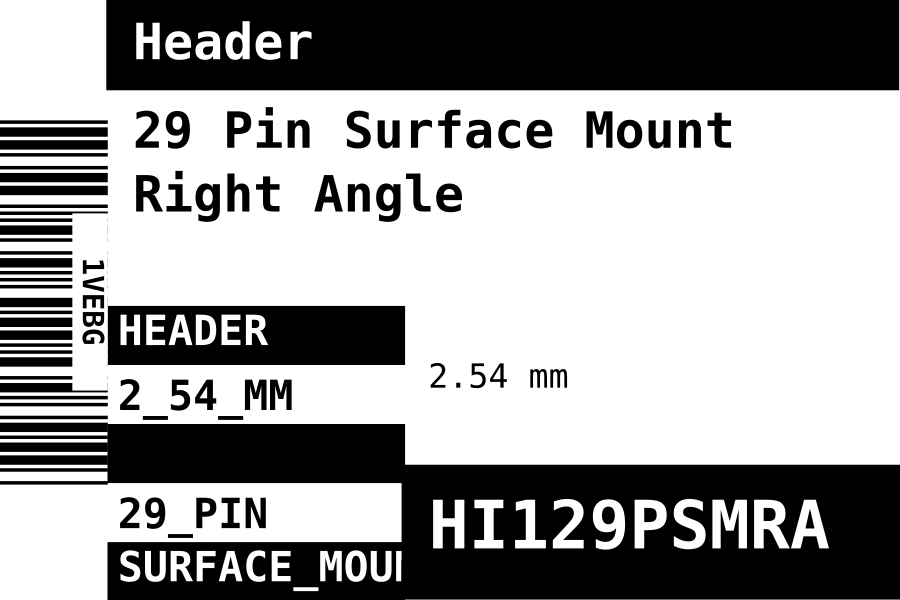 Header
29 Pin Surface Mount
Right Angle
1VEBG
HEADER
2_54_MM
2.54 mm
29_PIN
HI129PSMRA